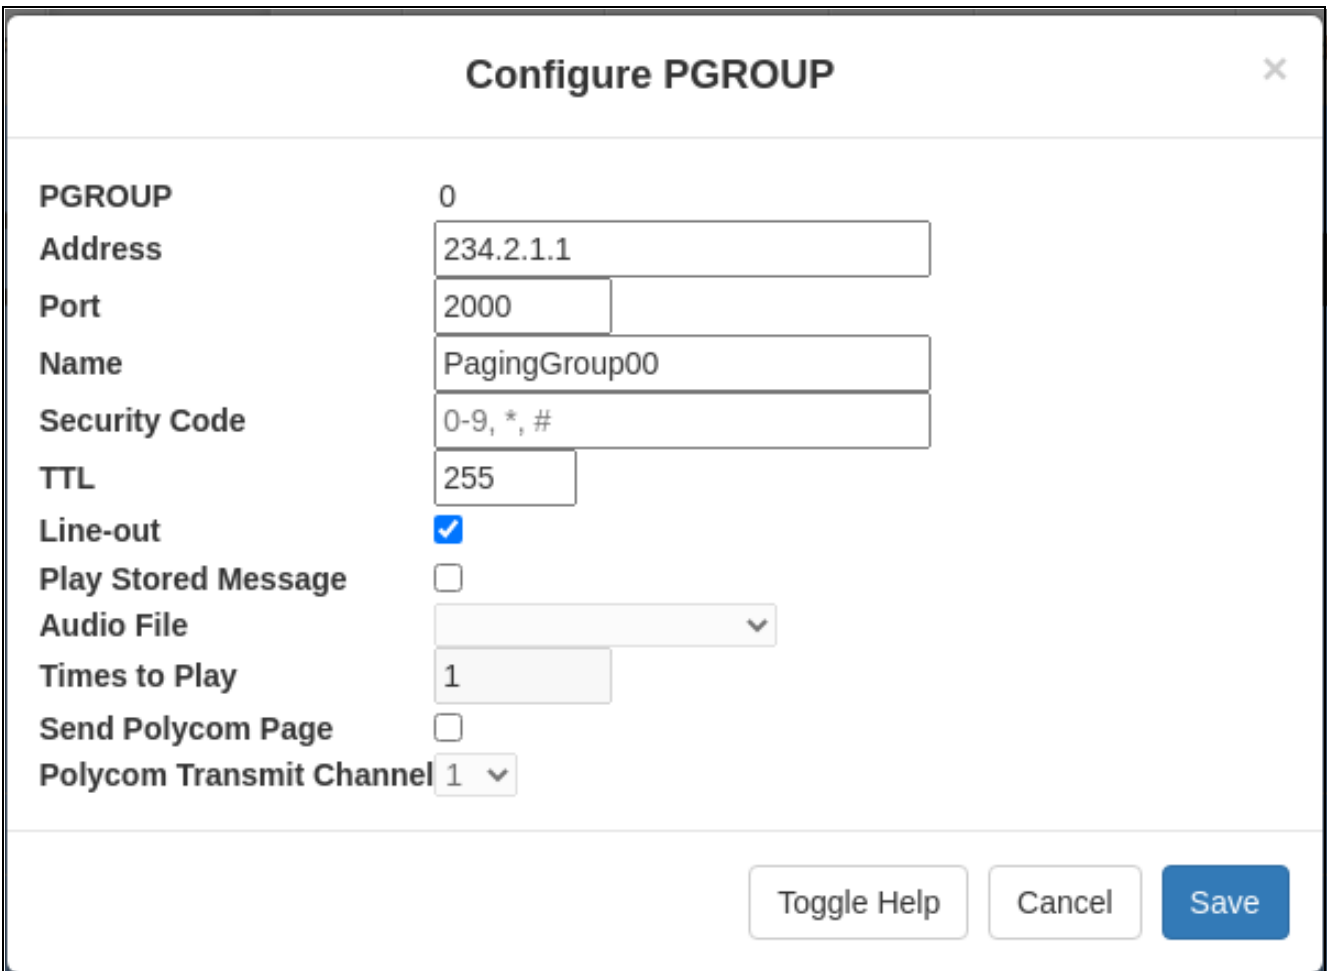 Configure PGROUP ×
PGROUP 0
Address 234.2.1.1
Port 2000
Name PagingGroup00
Security Code 0-9, *, #
TTL 255
Line-out
Play Stored Message
Audio File
Times to Play 1
Send Polycom Page
Polycom Transmit Channel 1
Toggle Help Cancel Save